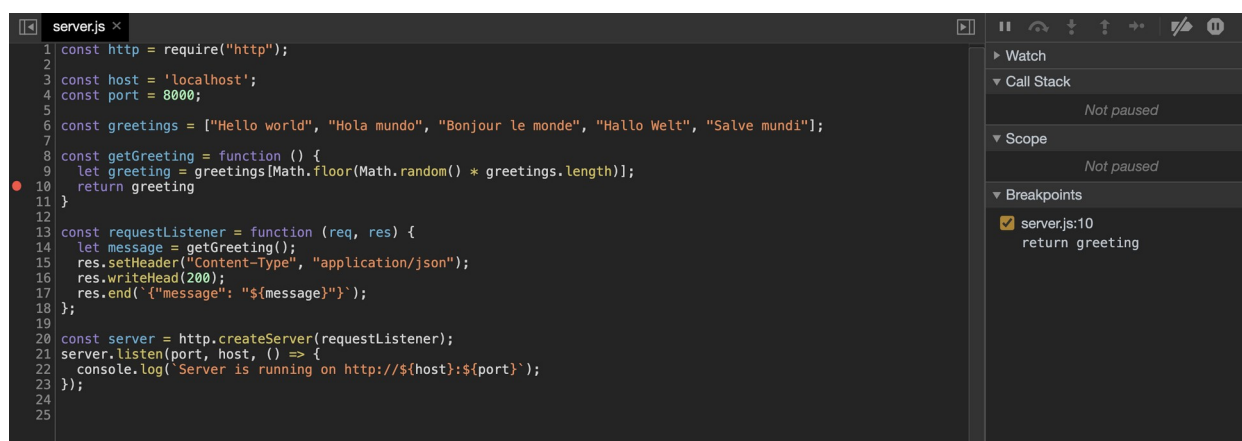 server.js ×
1 const http = require("http");
2
3 const host = 'localhost';
4 const port = 8000;
5
6 const greetings = ["Hello world", "Hola mundo", "Bonjour le monde", "Hallo Welt", "Salve mundi"];
7
8 const getGreeting = function () {
9   let greeting = greetings[Math.floor(Math.random() * greetings.length)];
10   return greeting
11 }
12
13 const requestListener = function (req, res) {
14   let message = getGreeting();
15   res.setHeader("Content-Type", "application/json");
16   res.writeHead(200);
17   res.end(`{"message": "${message}"}`);
18 };
19
20 const server = http.createServer(requestListener);
21 server.listen(port, host, () => {
22   console.log(`Server is running on http://${host}:${port}`);
23 });
24
25
Watch
Call Stack
Not paused
Scope
Not paused
Breakpoints
server.js:10
return greeting